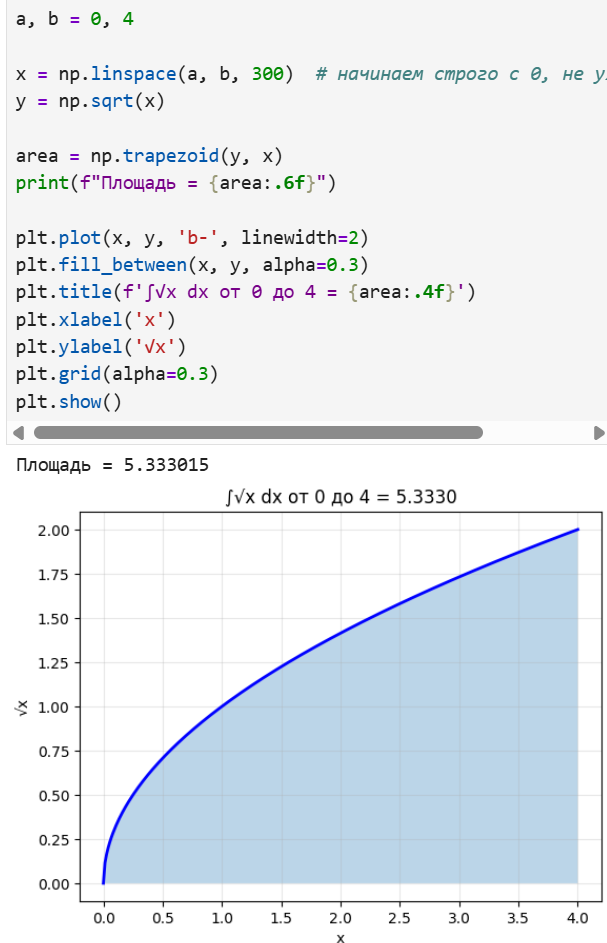 a, b = 0, 4
x = np.linspace(a, b, 300)  # начинаем строго с 0, не
y = np.sqrt(x)
area = np.trapezoid(y, x)
print(f"Площадь = {area:.6f}")
plt.plot(x, y, 'b-', linewidth=2)
plt.fill_between(x, y, alpha=0.3)
plt.title(f'∫√x dx от 0 до 4 = {area:.4f}')
plt.xlabel('x')
plt.ylabel('√x')
plt.grid(alpha=0.3)
plt.show()
Площадь = 5.333015
∫√x dx от 0 до 4 = 5.3330
2.00
1.75
1.50
1.25
1.00
0.75
0.50
0.25
0.00
√x
0.0 0.5 1.0 1.5 2.0 2.5 3.0 3.5 4.0
x